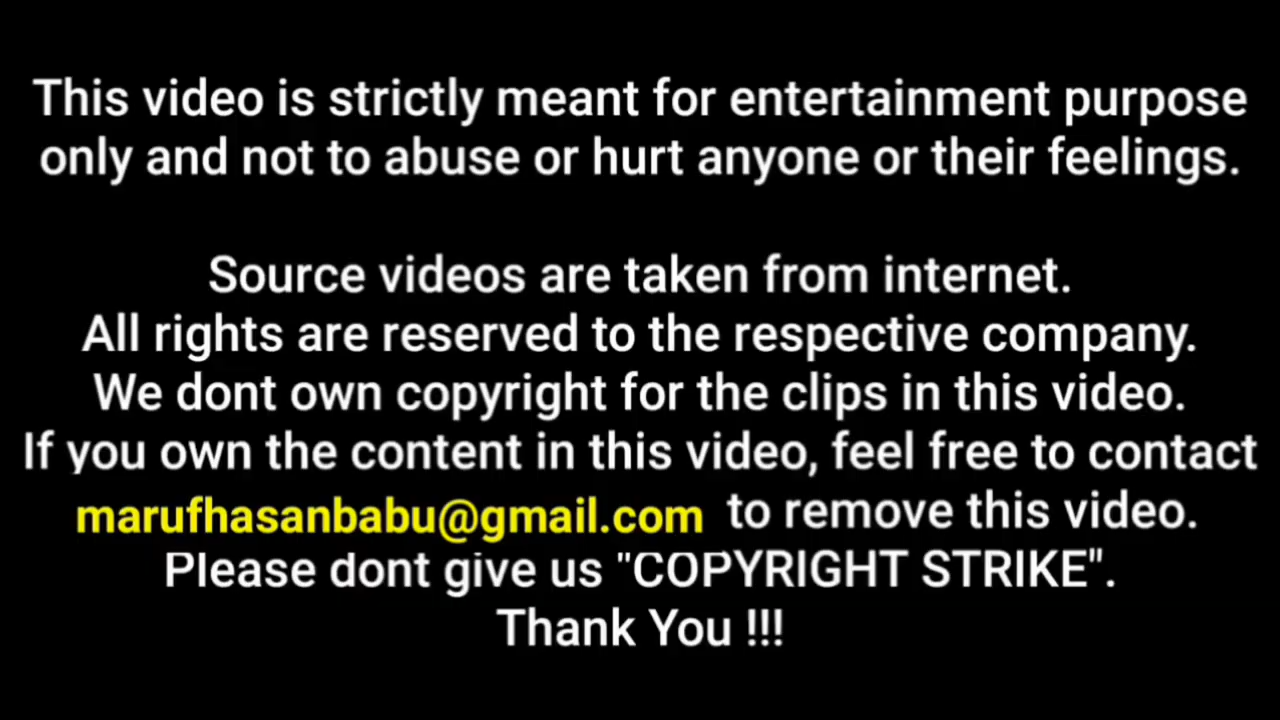 This video is strictly meant for entertainment purpose
only and not to abuse or hurt anyone or their feelings.
Source videos are taken from internet.
All rights are reserved to the respective company.
We dont own copyright for the clips in this video.
If you own the content in this video, feel free to contact
marufhasanbabu@gmail.com to remove this video.
Please dont give us "COPYRIGHT STRIKE".
Thank You !!!